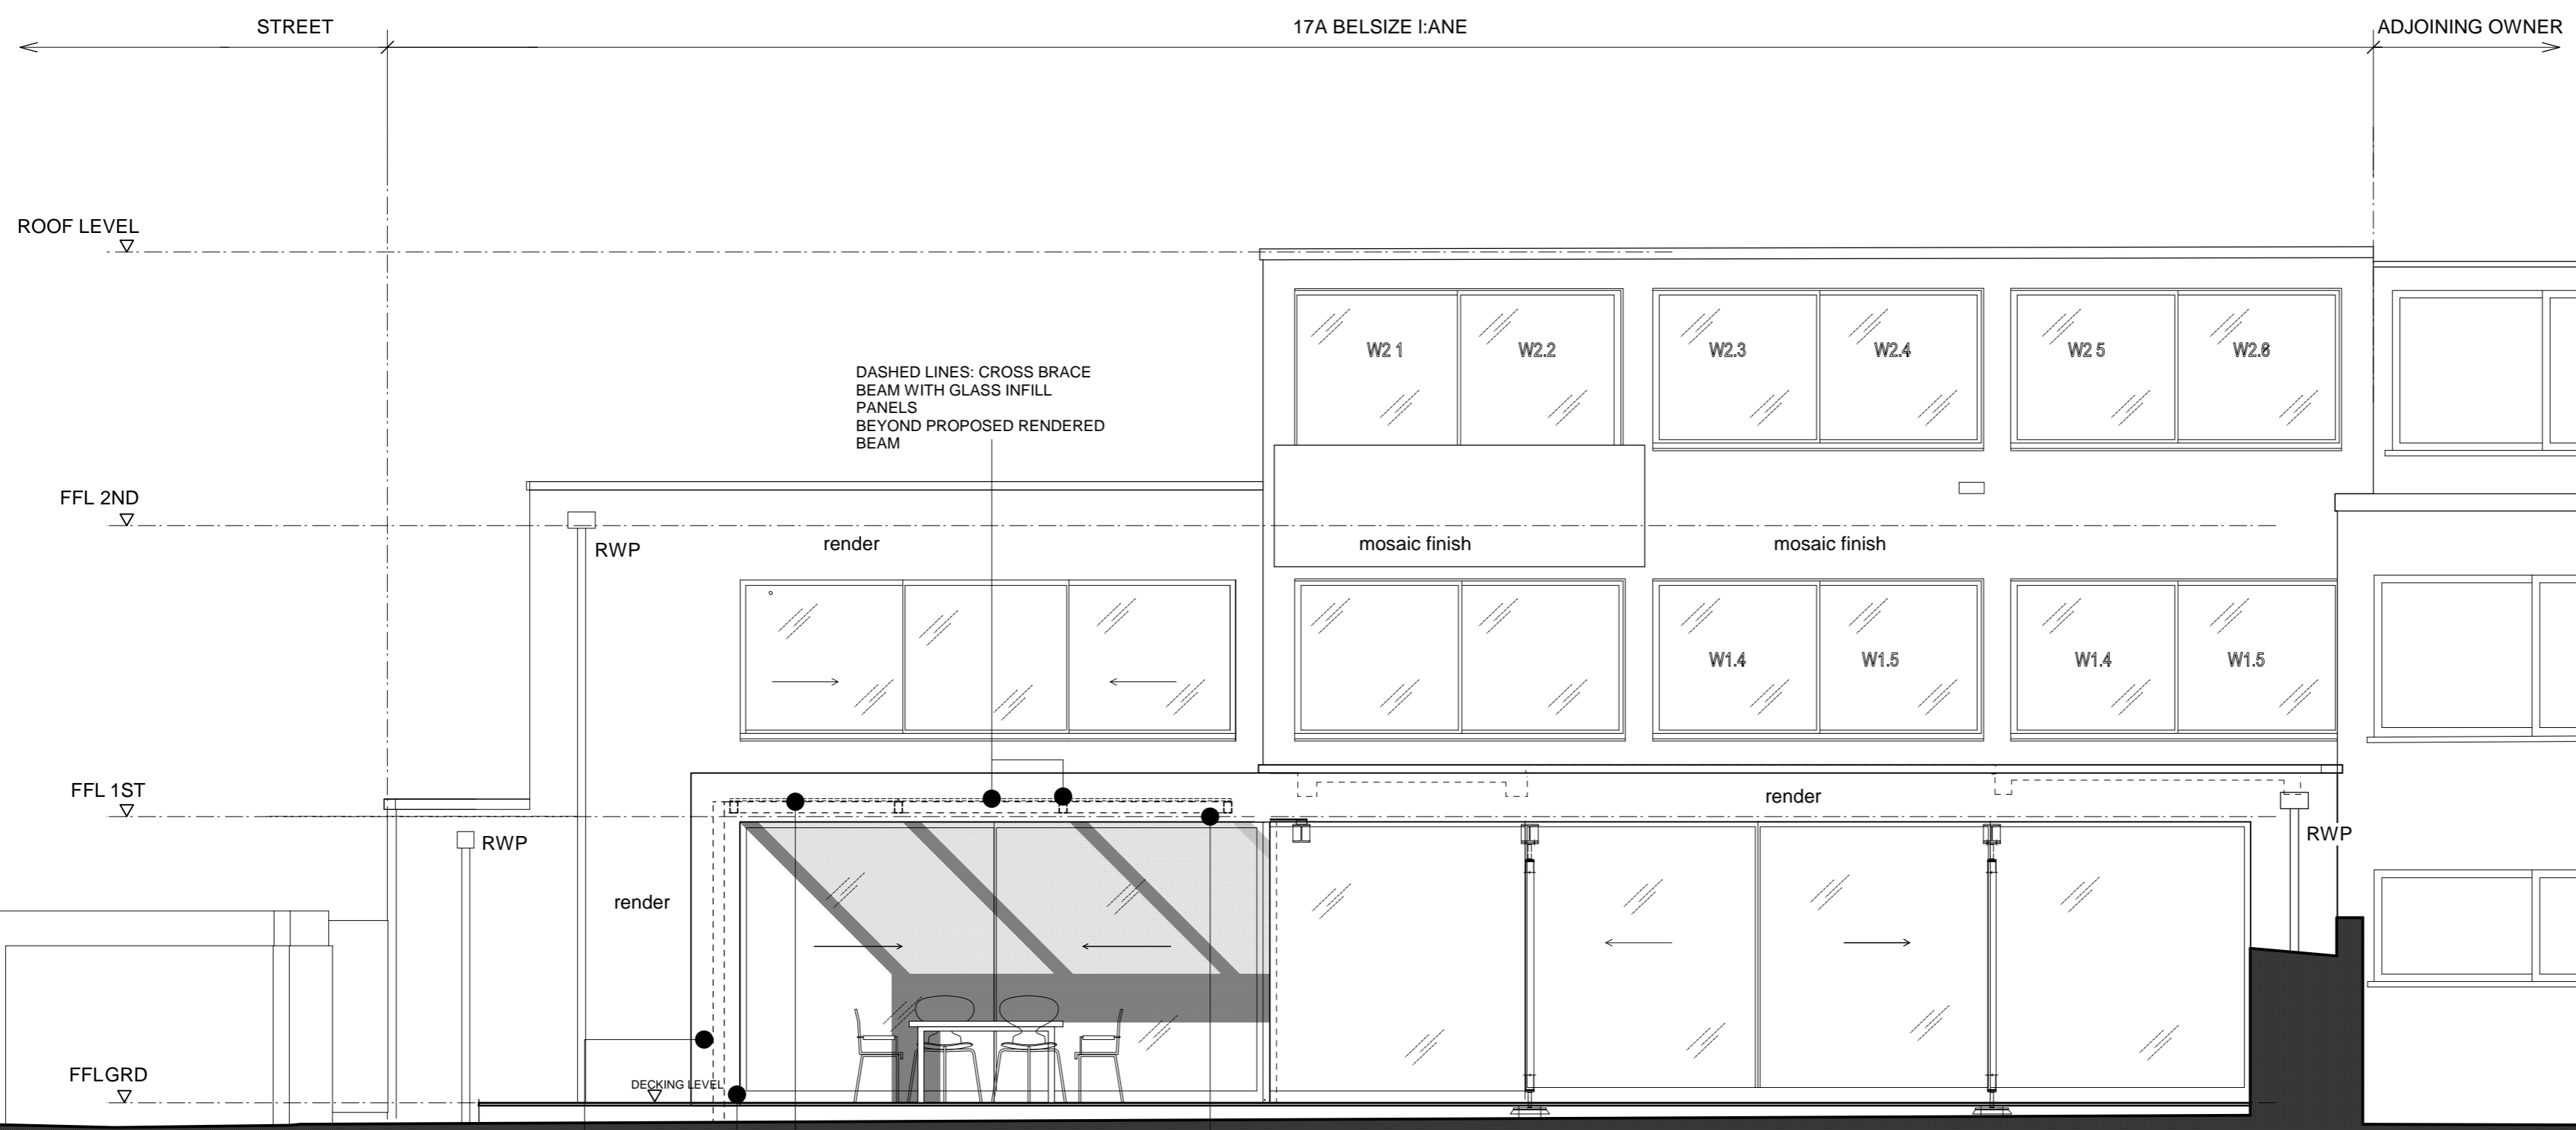 STREET
17A BELSIZE I:ANE
ADJOINING OWNER
ROOF LEVEL
W2 1
W2.2
W2.3
W2.4
W2 5
W2.6
DASHED LINES: CROSS BRACE
BEAM WITH GLASS INFILL
PANELS
BEYOND PROPOSED RENDERED
BEAM
FFL 2ND
RWP
render
mosaic finish
mosaic finish
W1.4
W1.5
W1.4
W1.5
FFL 1ST
render
RWP
RWP
render
FFLGRD
DECKING LEVEL